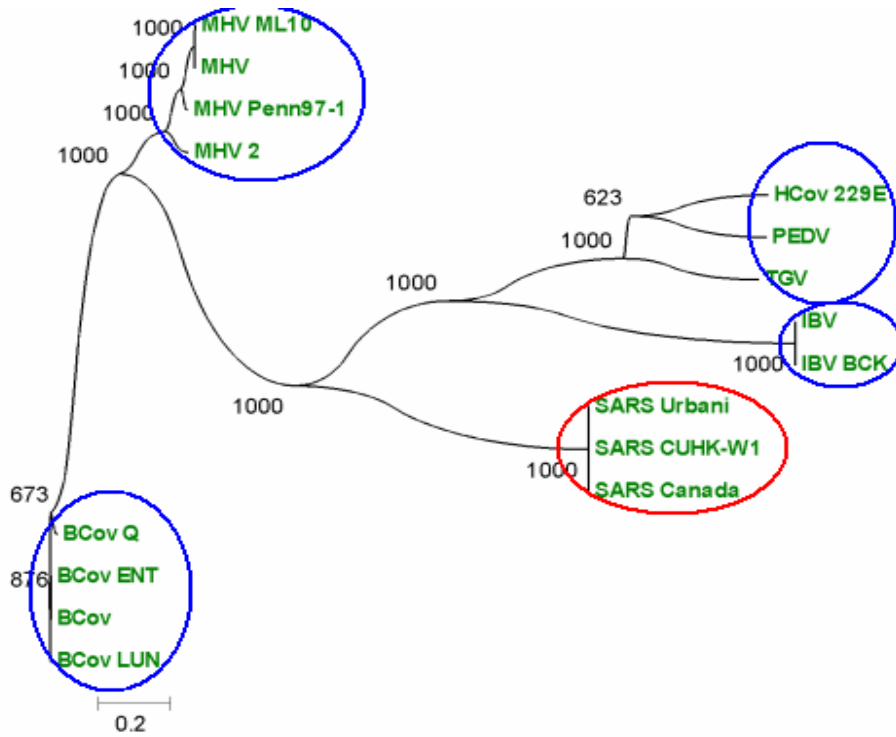 1000 MHV ML10
1000 MHV
1000 MHV Penn97-1
1000 MHV 2
623 HCov 229E
1000 PEDV
1000 TGV
IBV
1000 IBV BCK
1000 SARS Urbani
SARS CUHK-W1
1000 SARS Canada
673
BCov Q
876 BCov ENT
BCov
BCov LUN
0.2